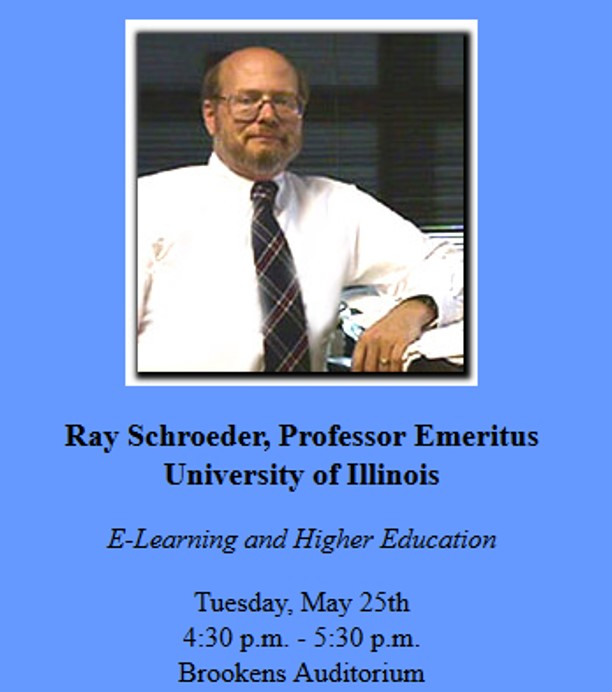 Ray Schroeder, Professor Emeritus
University of Illinois
E-Learning and Higher Education
Tuesday, May 25th
4:30 p.m. - 5:30 p.m.
Brookens Auditorium